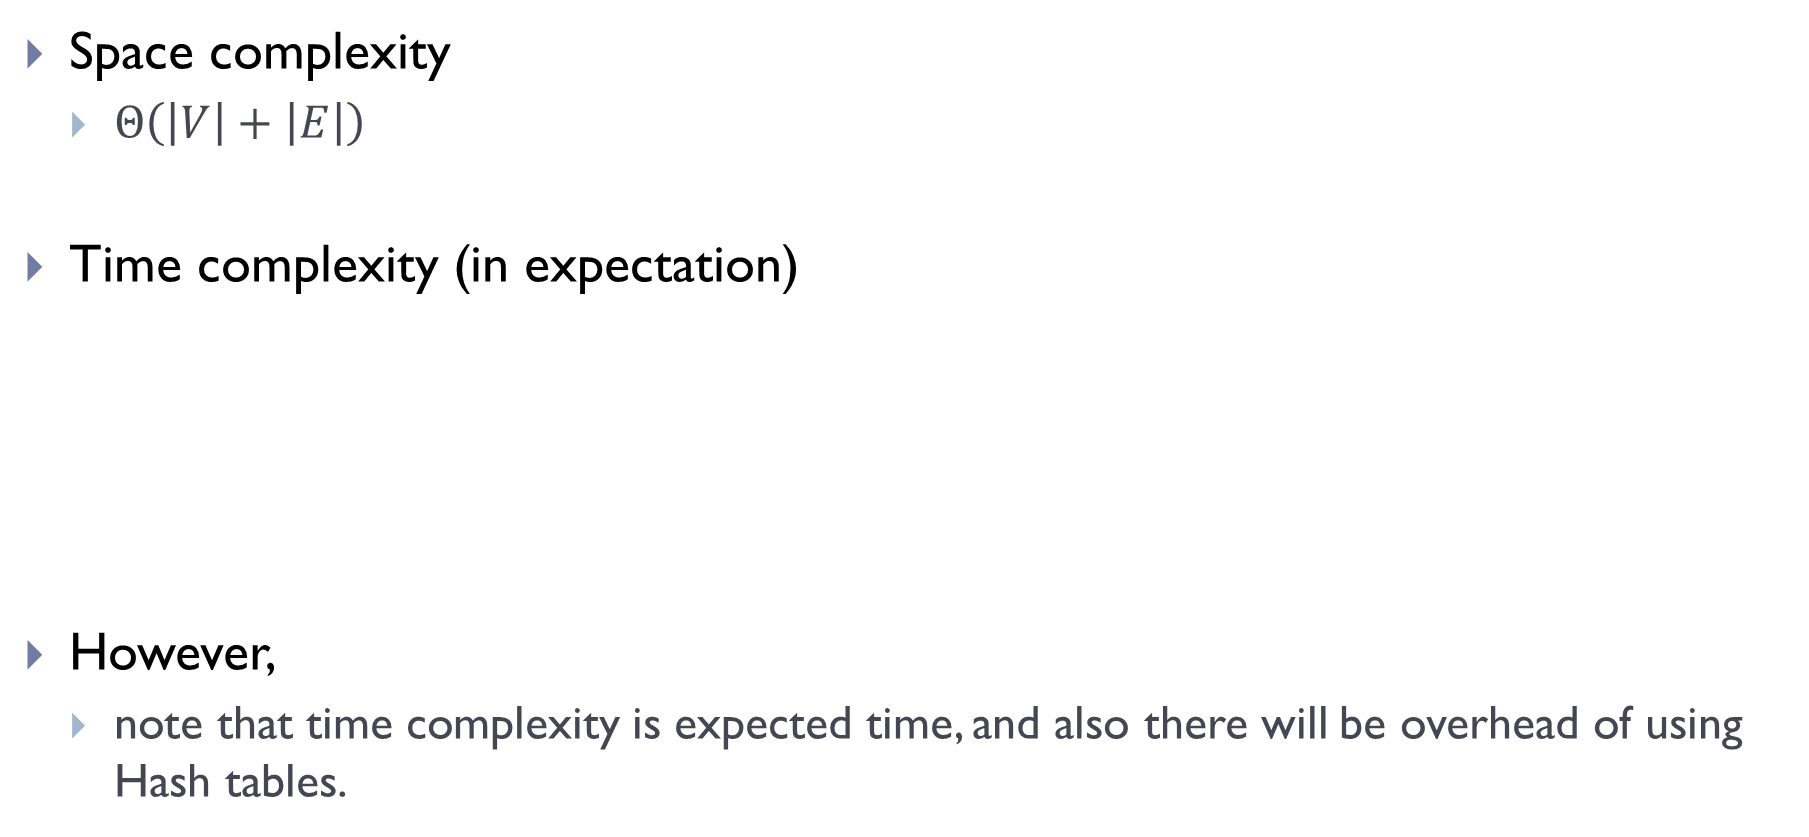 Space complexity
Θ(|V| + |E|)
Time complexity (in expectation)
However,
note that time complexity is expected time, and also there will be overhead of using
Hash tables.